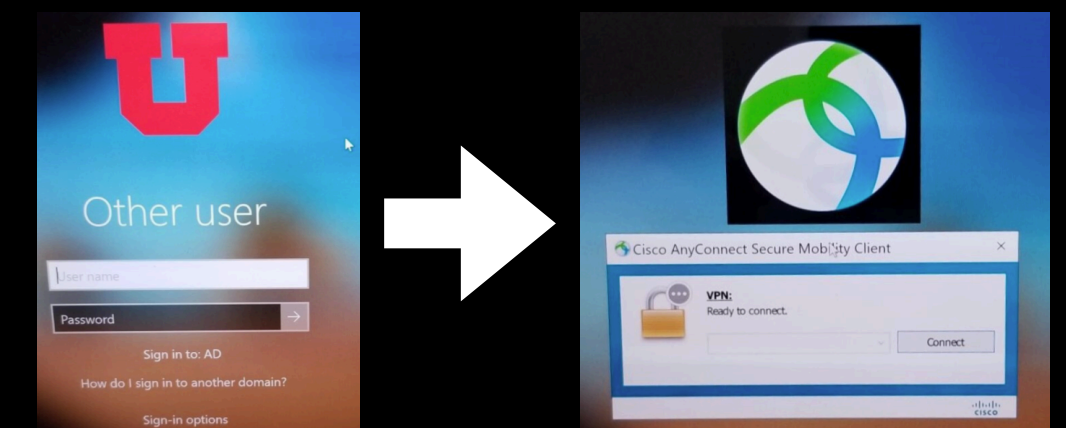 U
Other user
User name
Password
Sign in to: AD
How do I sign in to another domain?
Sign-in options
Cisco AnyConnect Secure Mobility Client
VPN:
Ready to connect.
Connect
CISCO